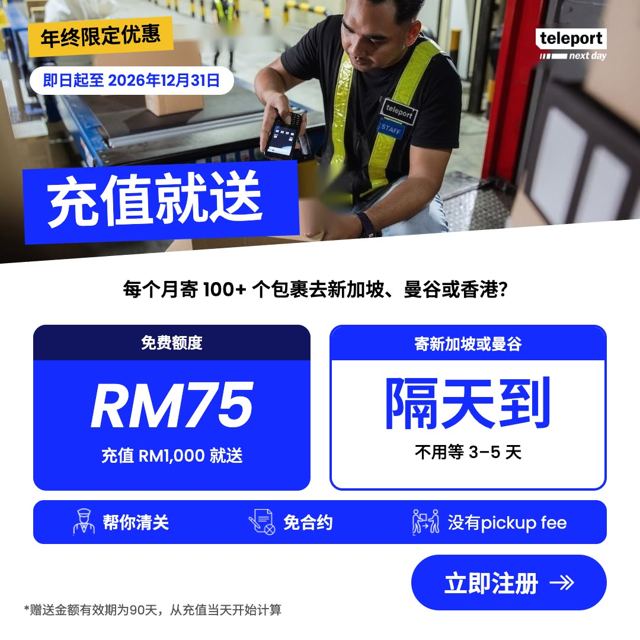 年终限定优惠
即日起至 2026年12月31日
teleport
next day
teleport
STAFF
充值就送
每个月寄 100+ 个包裹去新加坡、曼谷或香港?
免费额度
RM75
充值 RM1,000 就送
寄新加坡或曼谷
隔天到
不用等 3–5 天
帮你清关
免合约
没有pickup fee
立即注册
*赠送金额有效期为90天，从充值当天开始计算